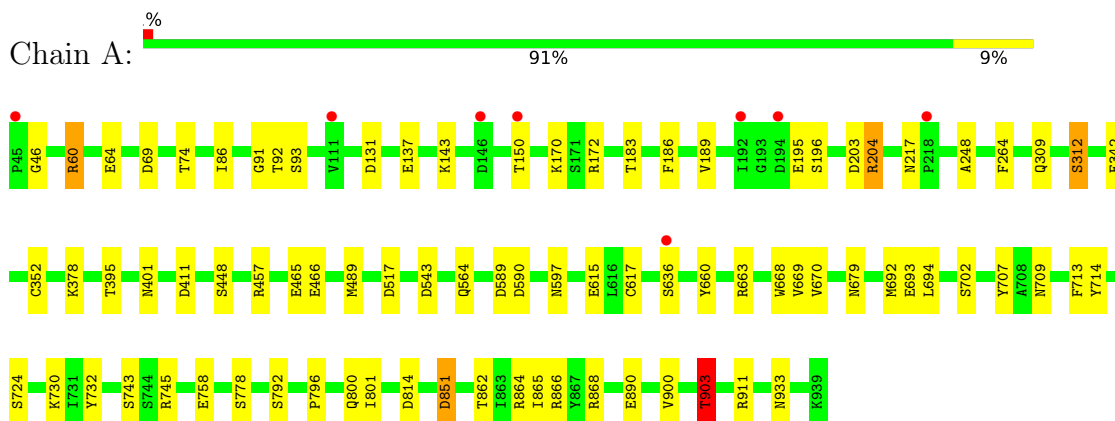 %
Chain A:
91% 9%
P45 G46 R60 E64 D69 T74 I86 G91 T92 S93 V111 D131 E137 K143 D146 T150 K170 S171 R172 T183 F186 V189 I192 G193 D194 E195 S196 D203 R204 N217 P218 A248 F264 Q309 S312
C352 K378 T395 N401 D411 S448 R457 E465 E466 M489 D517 D543 Q564 D589 D590 N597 E615 L616 C617 S636 Y660 R663 W668 V669 V670 N679 M692 E693 L694 S702 Y707 A708 N709 F713 Y714
S724 K730 I731 Y732 S743 S744 R745 E758 S778 S792 P796 Q800 I801 D814 D851 T862 I863 R864 I865 R866 Y867 R868 E890 V900 T903 R911 N933 K939